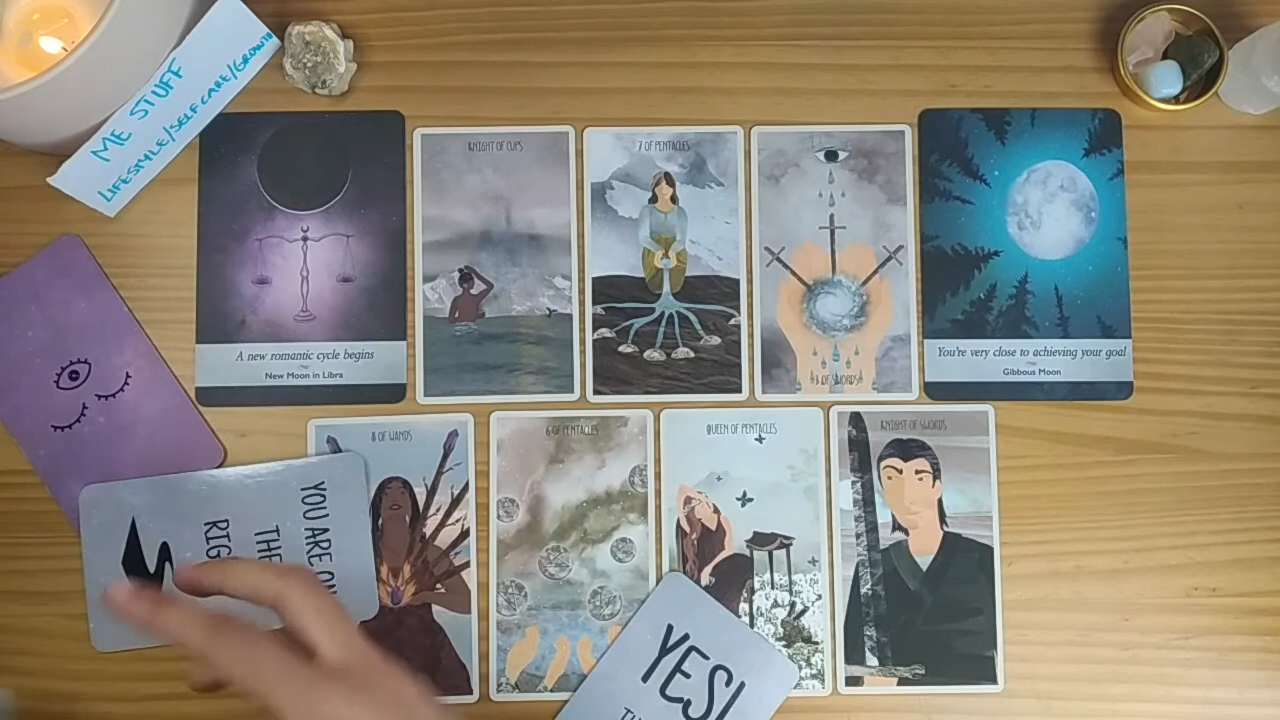 ME STUFF
LIFESTYLE/SELF CARE/GROWTH
A new romantic cycle begins
New Moon in Libra
KNIGHT OF CUPS
7 OF PENTACLES
3 OF SWORDS
You're very close to achieving your goal
Gibbous Moon
8 OF WANDS
6 OF PENTACLES
QUEEN OF PENTACLES
KNIGHT OF SWORDS
YOU ARE ON
THE
YES!